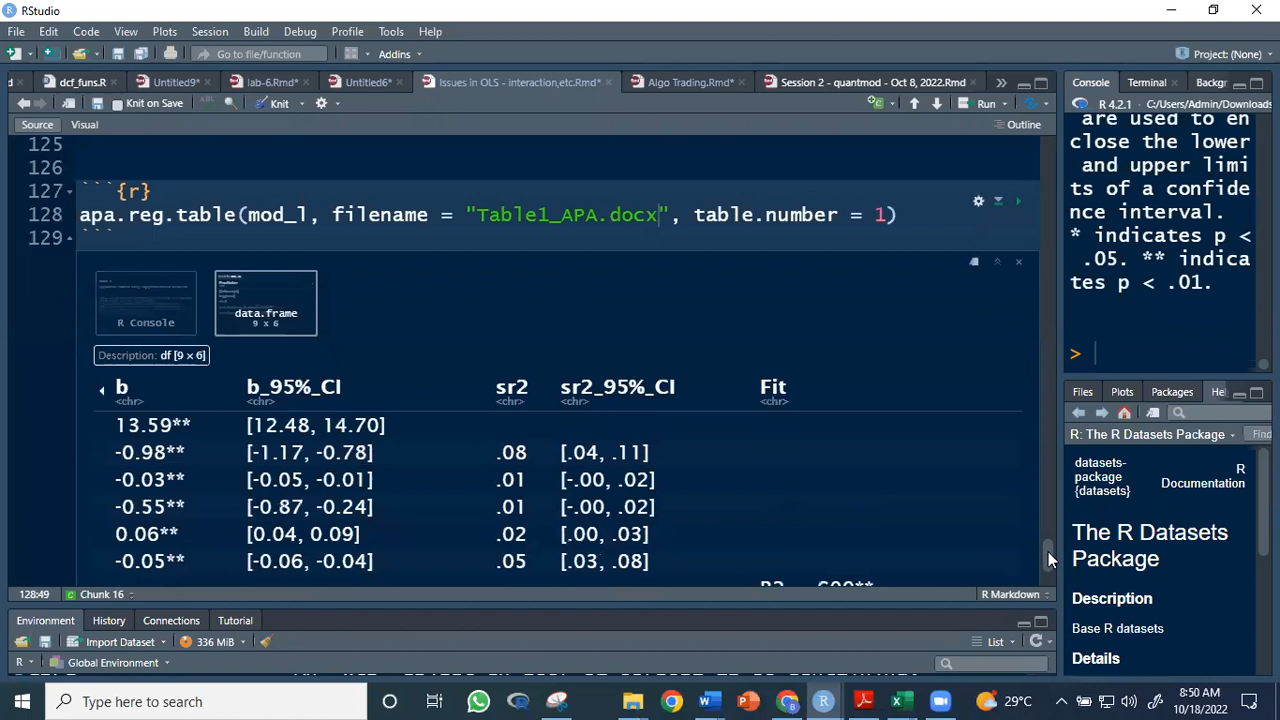 RStudio
File Edit Code View Plots Session Build Debug Profile Tools Help
Go to file/function Addins Project: (None)
dcf_funs.R Untitled9* lab-6.Rmd* Untitled6* Issues in OLS - interaction,etc.Rmd* Algo Trading.Rmd* Session 2 - quantmod - Oct 8, 2022.Rmd
Knit on Save Knit Run
Source Visual Outline
125
126
127 ```{r}
128 apa.reg.table(mod_l, filename = "Table1_APA.docx", table.number = 1)
129 ```
R Console
data.frame
9 x 6
Description: df [9 × 6]
b b_95%_CI sr2 sr2_95%_CI Fit
<chr> <chr> <chr> <chr> <chr>
13.59** [12.48, 14.70]
-0.98** [-1.17, -0.78] .08 [.04, .11]
-0.03** [-0.05, -0.01] .01 [-.00, .02]
-0.55** [-0.87, -0.24] .01 [-.00, .02]
0.06** [0.04, 0.09] .02 [.00, .03]
-0.05** [-0.06, -0.04] .05 [.03, .08]
128:49 Chunk 16 R Markdown
Console Terminal Backgr
R 4.2.1 · C:/Users/Admin/Downloads
are used to en
close the lower
and upper limi
ts of a confide
nce interval.
* indicates p <
.05. ** indica
tes p < .01.
>
Files Plots Packages He
R: The R Datasets Package Find
datasets-package {datasets} R Documentation
The R Datasets
Package
Description
Base R datasets
Details
Environment History Connections Tutorial
Import Dataset 336 MiB List
R Global Environment
Type here to search
29°C
8:50 AM
10/18/2022